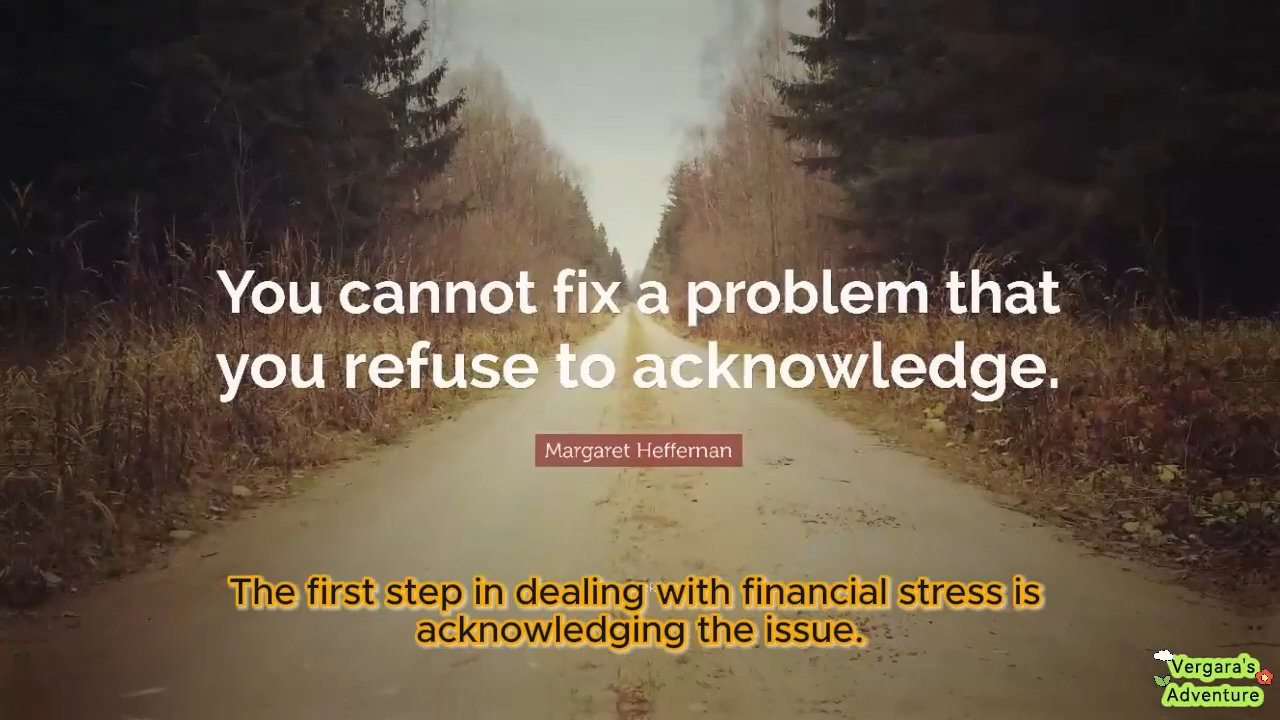 You cannot fix a problem that
you refuse to acknowledge.
Margaret Heffernan
The first step in dealing with financial stress is
acknowledging the issue.
Vergara's
Adventure